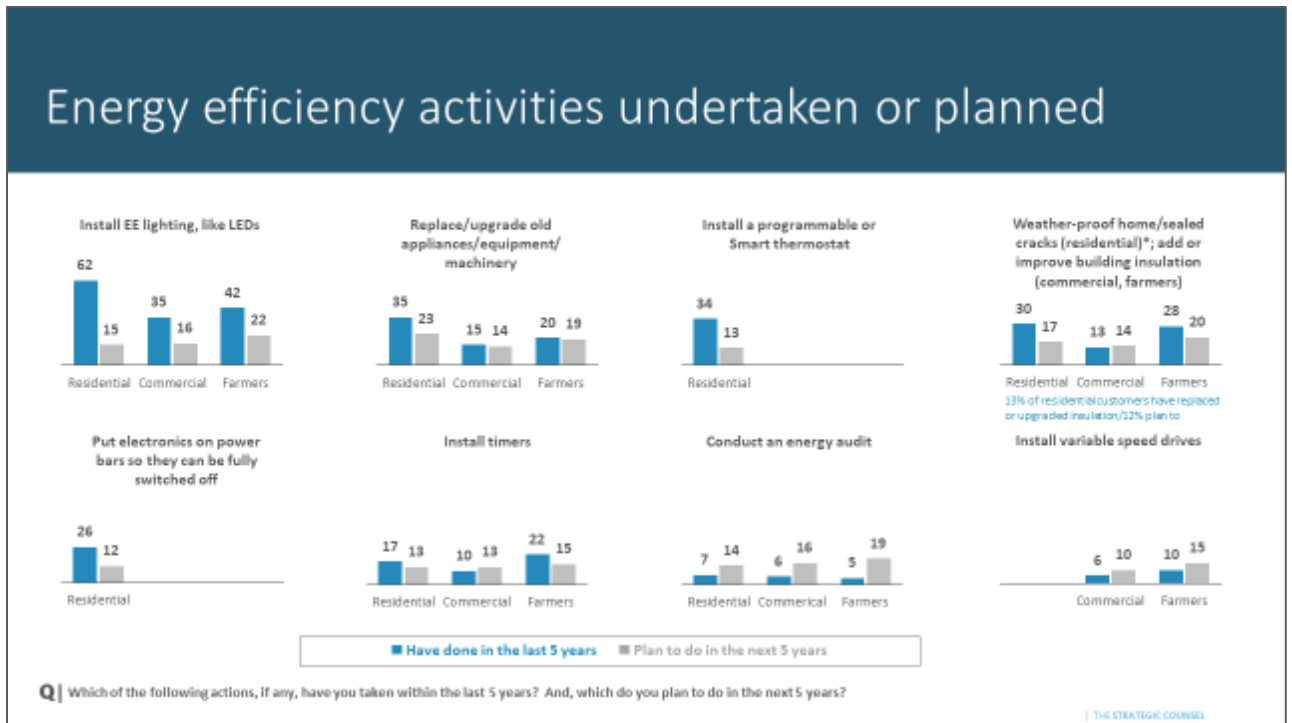 Energy efficiency activities undertaken or planned
Install EE lighting, like LEDs
62
15
35
16
42
22
Residential Commercial Farmers
Replace/upgrade old
appliances/equipment/
machinery
35
23
15 14
20 19
Residential Commercial Farmers
Install a programmable or
Smart thermostat
34
13
Residential
Weather-proof home/sealed
cracks (residential)*; add or
improve building insulation
(commercial, farmers)
30
17
13 14
28
20
Residential Commercial Farmers
13% of residential customers have replaced
or upgraded insulation/12% plan to
Put electronics on power
bars so they can be fully
switched off
26
12
Residential
Install timers
17 13
10 13
22
15
Residential Commercial Farmers
Conduct an energy audit
7
14
6
16
5
19
Residential Commerical Farmers
Install variable speed drives
6
10
10
15
Commercial Farmers
Have done in the last 5 years Plan to do in the next 5 years
Q| Which of the following actions, if any, have you taken within the last 5 years? And, which do you plan to do in the next 5 years?
| THE STRATEGIC COUNSEL